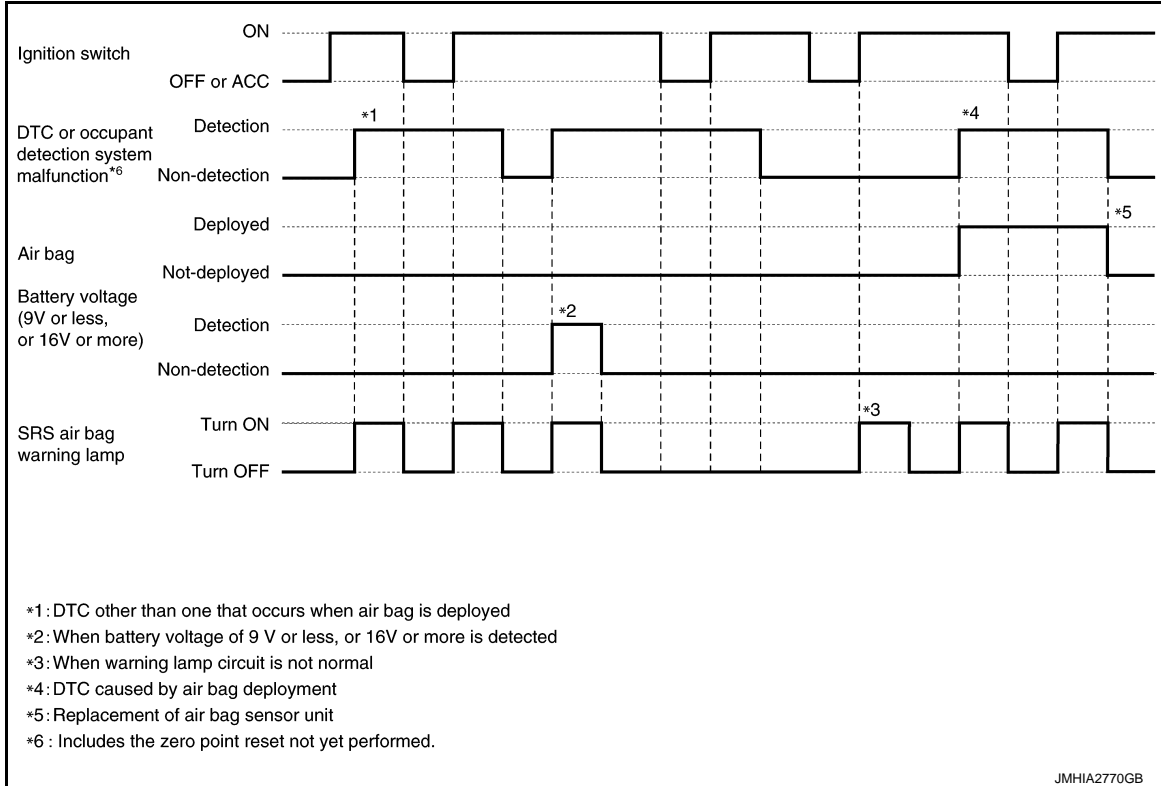 ON
Ignition switch
OFF or ACC
*1
*4
DTC or occupant
detection system
malfunction*6
Detection
Non-detection
Deployed
*5
Air bag
Not-deployed
Battery voltage
(9V or less,
or 16V or more)
*2
Detection
Non-detection
*3
Turn ON
SRS air bag
warning lamp
Turn OFF
*1: DTC other than one that occurs when air bag is deployed
*2: When battery voltage of 9 V or less, or 16V or more is detected
*3: When warning lamp circuit is not normal
*4: DTC caused by air bag deployment
*5: Replacement of air bag sensor unit
*6 : Includes the zero point reset not yet performed.
JMHIA2770GB